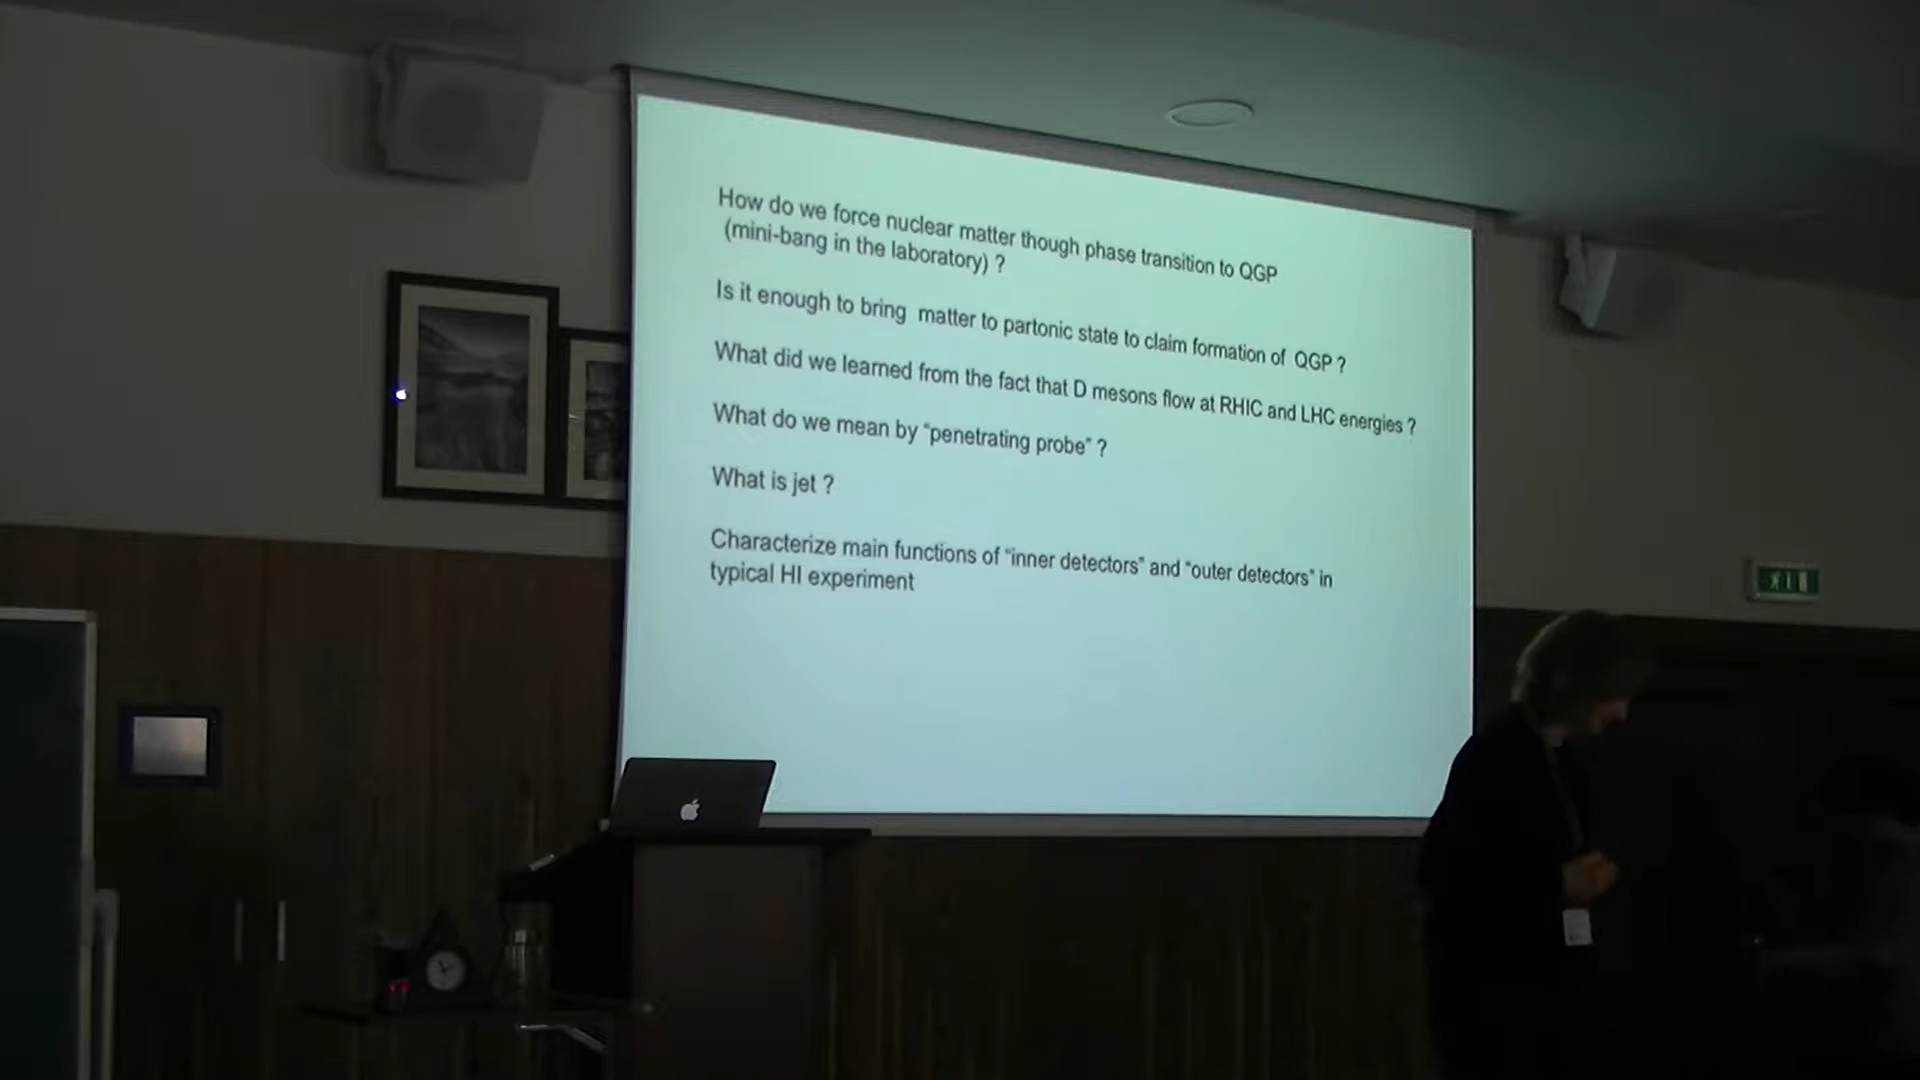 How do we force nuclear matter though phase transition to QGP
(mini-bang in the laboratory) ?
Is it enough to bring matter to partonic state to claim formation of QGP ?
What did we learned from the fact that D mesons flow at RHIC and LHC energies ?
What do we mean by “penetrating probe” ?
What is jet ?
Characterize main functions of “inner detectors” and “outer detectors” in
typical HI experiment